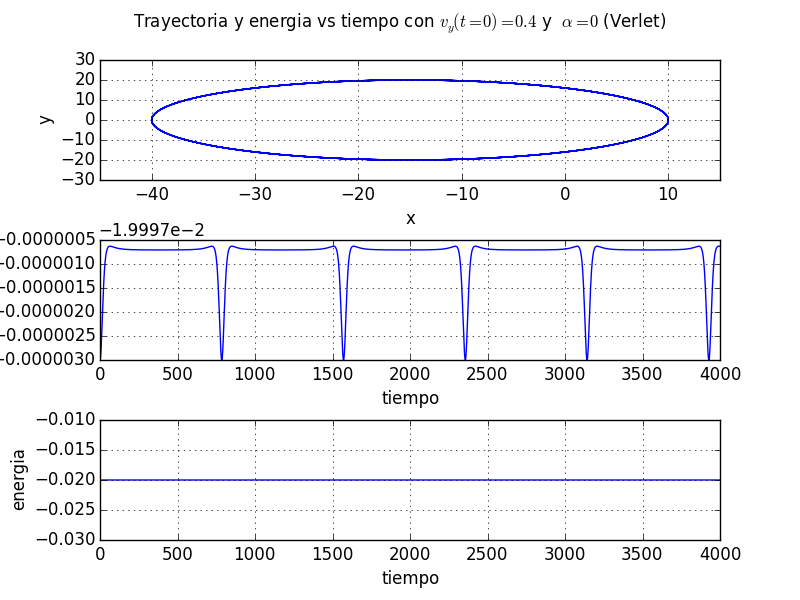 Trayectoria y energia vs tiempo con v_y(t=0)=0.4 y α=0 (Verlet)
30
20
10
0
−10
−20
−30
y
−40 −30 −20 −10 0 10
x
−1.9997e−2
−0.0000005
−0.0000010
−0.0000015
−0.0000020
−0.0000025
−0.0000030
0 500 1000 1500 2000 2500 3000 3500 4000
tiempo
−0.010
−0.015
−0.020
−0.025
−0.030
energia
0 500 1000 1500 2000 2500 3000 3500 4000
tiempo